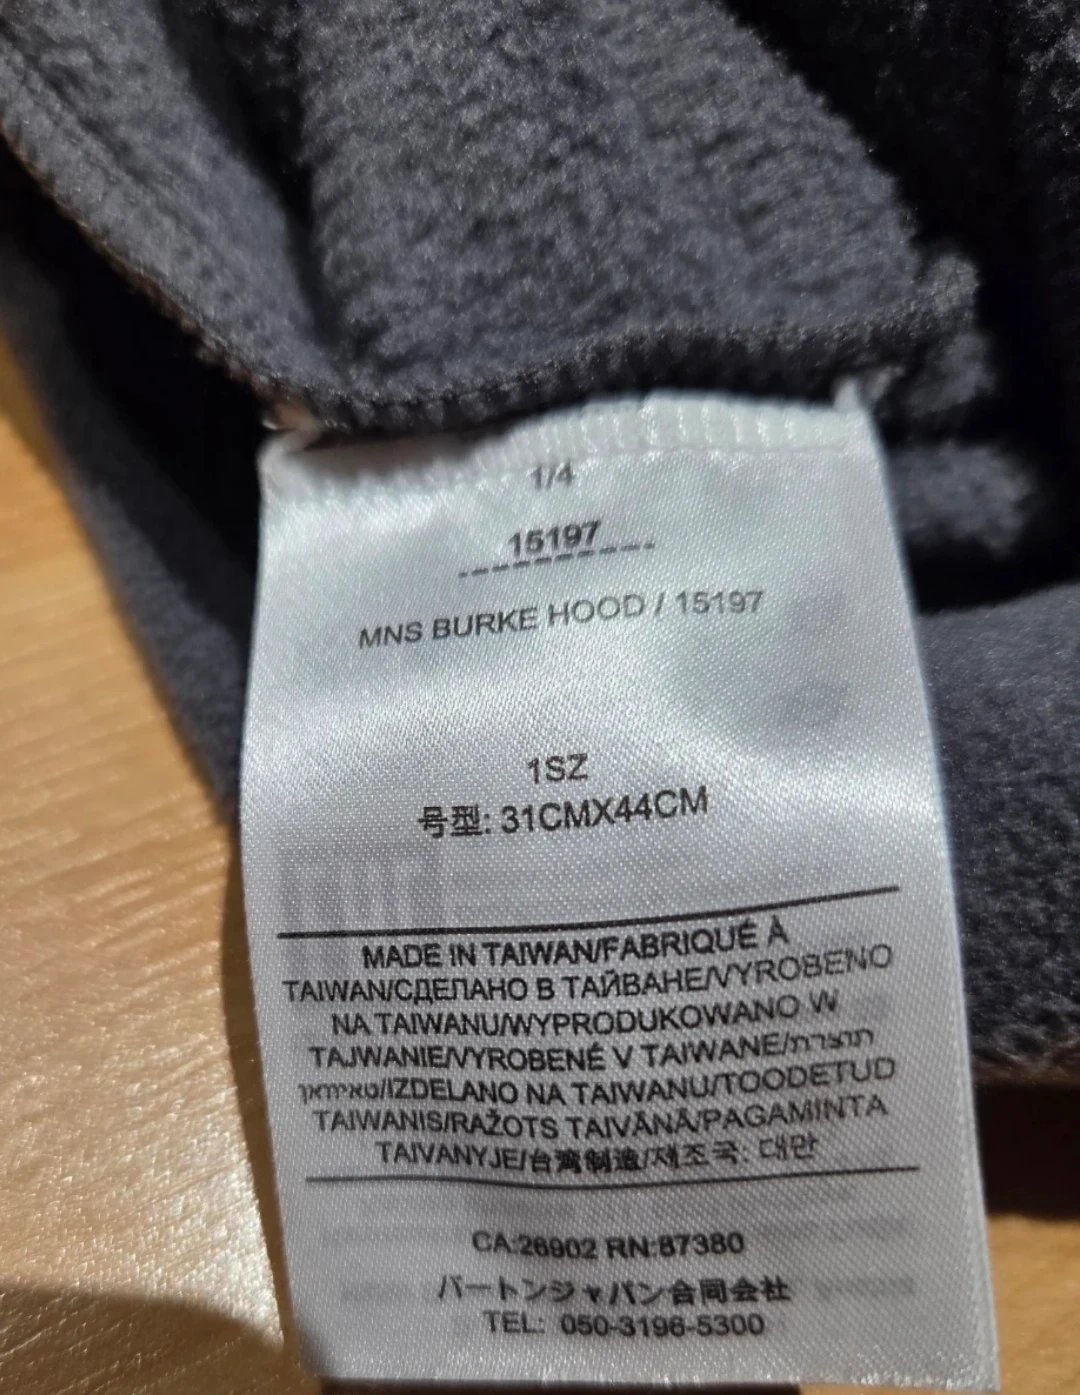 1/4
15197
MNS BURKE HOOD / 15197
1SZ
号型: 31CMX44CM
MADE IN TAIWAN/FABRIQUÉ À
TAIWAN/СДЕЛАНО В ТАЙВАНЕ/VYROBENO
NA TAIWANU/WYPRODUKOWANO W
TAJWANIE/VYROBENÉ V TAIWANE/תוצרת
טאיוואן/IZDELANO NA TAIWANU/TOODETUD
TAIWANIS/RAŽOTS TAIVĀNĀ/PAGAMINTA
TAIVANYJE/台灣制造/제조국: 대만
CA:26902 RN:87380
バートンジャパン合同会社
TEL: 050-3196-5300